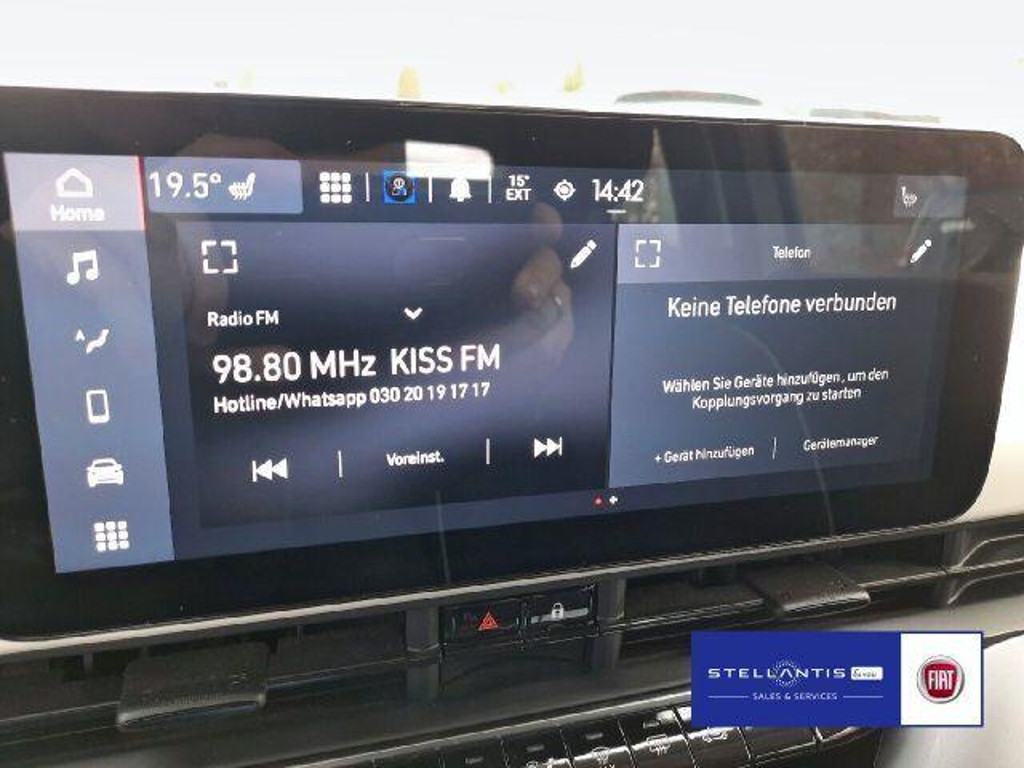 Home
19.5°
15°
EXT
14:42
Radio FM
98.80 MHz KISS FM
Hotline/Whatsapp 030 20 19 17 17
Voreinst.
Telefon
Keine Telefone verbunden
Wählen Sie Geräte hinzufügen, um den
Kopplungsvorgang zu starten
+ Gerät hinzufügen
Gerätemanager
STELLANTIS &you
SALES & SERVICES
FIAT